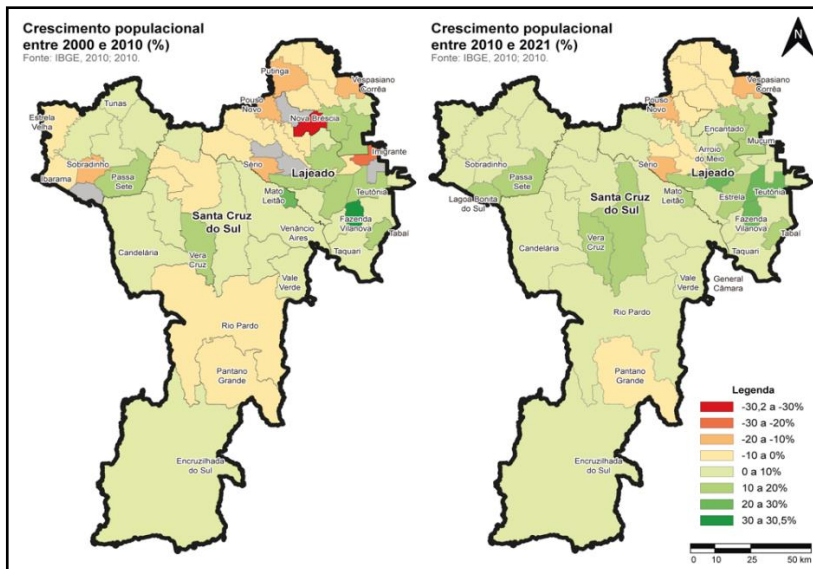 Crescimento populacional
entre 2000 e 2010 (%)
Fonte: IBGE, 2010; 2010.
Putinga
Vespasiano
Corrêa
Tunas
Pouso
Novo
Estrela
Velha
Nova Bréscia
Imigrante
Sobradinho
Sério
Lajeado
Ibarama
Passa
Sete
Mato
Leitão
Teutônia
Santa Cruz
do Sul
Fazenda
Vilanova
Venâncio
Aires
Tabaí
Candelária
Vera
Cruz
Taquari
Vale
Verde
Rio Pardo
Pantano
Grande
Encruzilhada
do Sul
Crescimento populacional
entre 2010 e 2021 (%)
Fonte: IBGE, 2010; 2010.
N
Vespasiano
Corrêa
Pouso
Novo
Encantado
Muçum
Arroio
do Meio
Sobradinho
Sério
Lajeado
Passa
Sete
Mato
Leitão
Teutônia
Estrela
Lagoa Bonita
do Sul
Santa Cruz
do Sul
Fazenda
Vilanova
Vera
Cruz
Tabaí
Candelária
Taquari
Vale
Verde
General
Câmara
Rio Pardo
Pantano
Grande
Encruzilhada
do Sul
Legenda
-30,2 a -30%
-30 a -20%
-20 a -10%
-10 a 0%
0 a 10%
10 a 20%
20 a 30%
30 a 30,5%
0 10 25 50 km